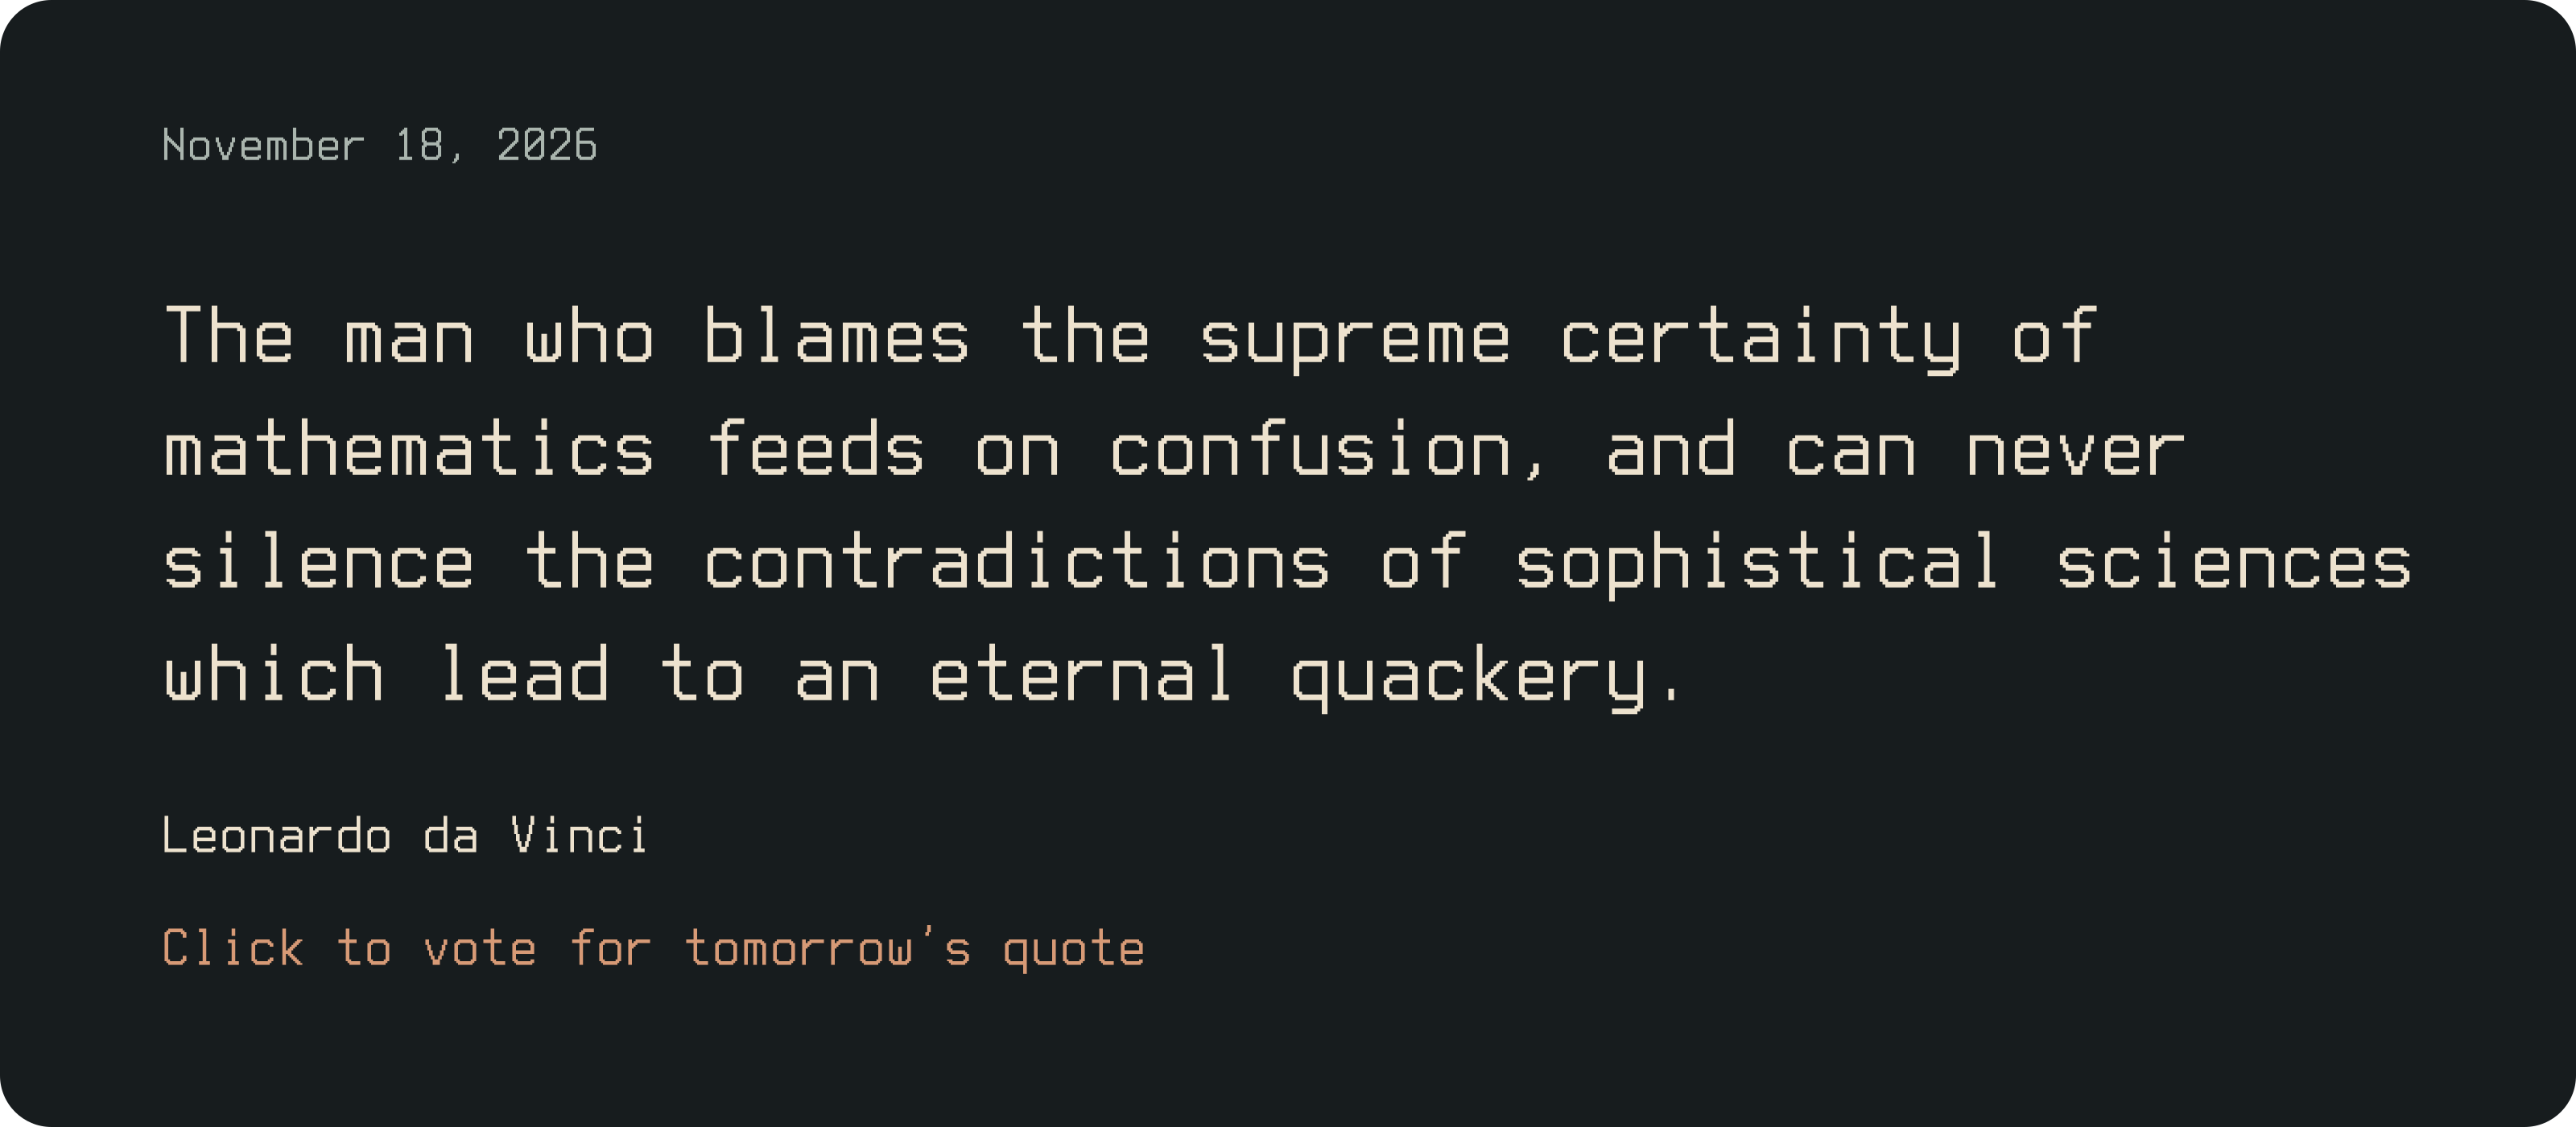 November 18, 2026
The man who blames the supreme certainty of
mathematics feeds on confusion, and can never
silence the contradictions of sophistical sciences
which lead to an eternal quackery.
Leonardo da Vinci
Click to vote for tomorrow's quote